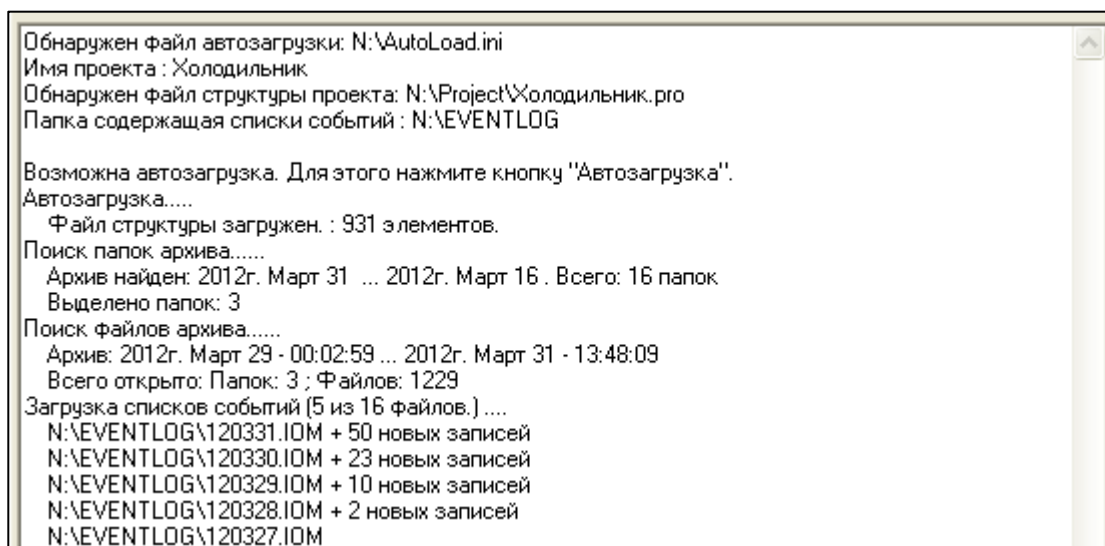 Обнаружен файл автозагрузки: N:\AutoLoad.ini
Имя проекта : Холодильник
Обнаружен файл структуры проекта: N:\Project\Холодильник.pro
Папка содержащая списки событий : N:\EVENTLOG
Возможна автозагрузка. Для этого нажмите кнопку "Автозагрузка".
Автозагрузка.....
Файл структуры загружен. : 931 элементов.
Поиск папок архива......
Архив найден: 2012г. Март 31 ... 2012г. Март 16 . Всего: 16 папок
Выделено папок: 3
Поиск файлов архива......
Архив: 2012г. Март 29 - 00:02:59 ... 2012г. Март 31 - 13:48:09
Всего открыто: Папок: 3 ; Файлов: 1229
Загрузка списков событий (5 из 16 файлов.) ....
N:\EVENTLOG\120331.IOM + 50 новых записей
N:\EVENTLOG\120330.IOM + 23 новых записей
N:\EVENTLOG\120329.IOM + 10 новых записей
N:\EVENTLOG\120328.IOM + 2 новых записей
N:\EVENTLOG\120327.IOM